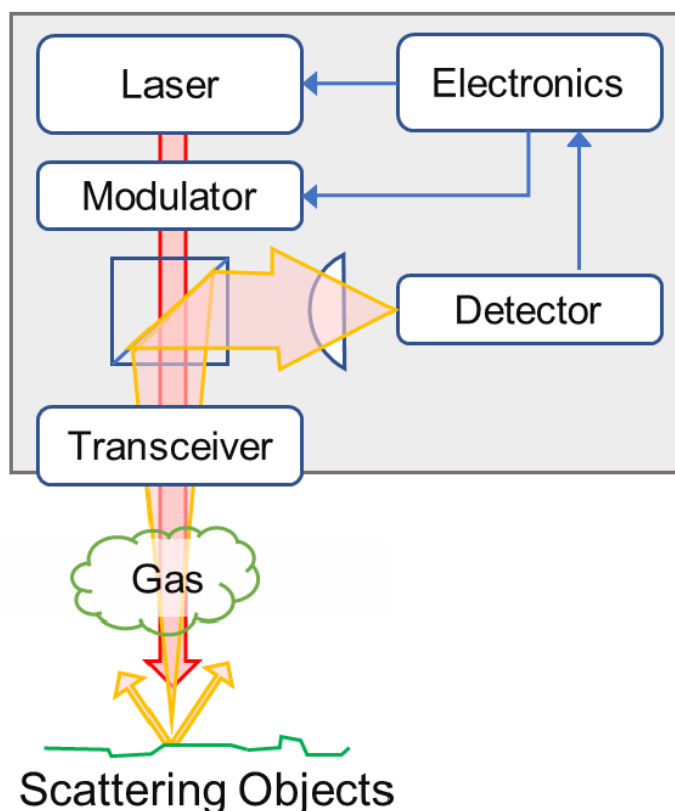 Laser
Electronics
Modulator
Detector
Transceiver
Gas
Scattering Objects